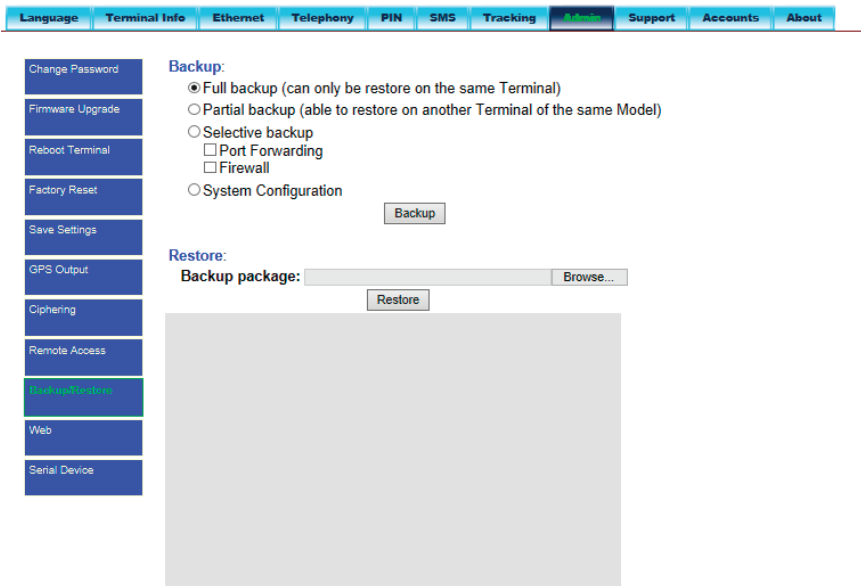 Language Terminal Info Ethernet Telephony PIN SMS Tracking Admin Support Accounts About
Change Password
Firmware Upgrade
Reboot Terminal
Factory Reset
Save Settings
GPS Output
Ciphering
Remote Access
Backup/Restore
Web
Serial Device
Backup:
Full backup (can only be restore on the same Terminal)
Partial backup (able to restore on another Terminal of the same Model)
Selective backup
Port Forwarding
Firewall
System Configuration
Backup
Restore:
Backup package: Browse...
Restore